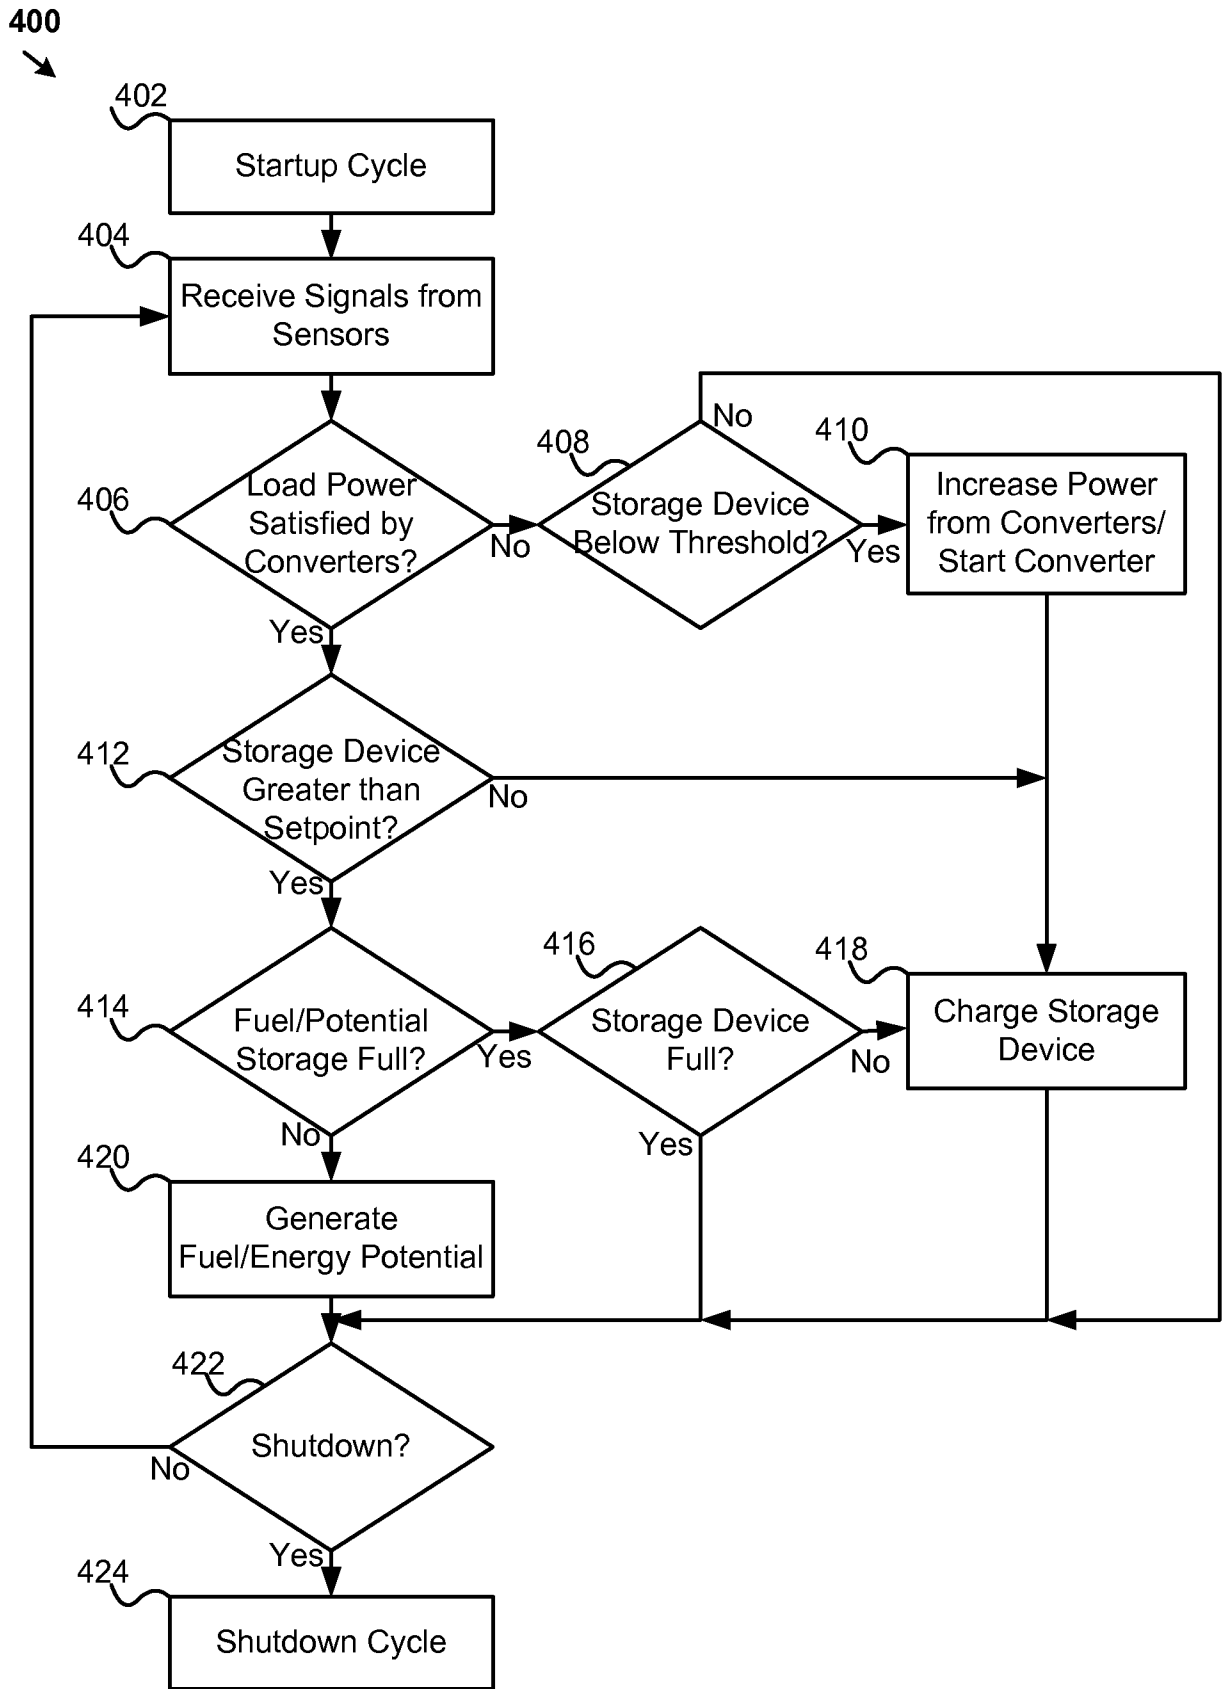 400
402
Startup Cycle
404
Receive Signals from
Sensors
406
Load Power
Satisfied by
Converters?
No
Yes
408
Storage Device
Below Threshold?
No
Yes
410
Increase Power
from Converters/
Start Converter
412
Storage Device
Greater than
Setpoint?
No
Yes
414
Fuel/Potential
Storage Full?
Yes
No
416
Storage Device
Full?
No
Yes
418
Charge Storage
Device
420
Generate
Fuel/Energy Potential
422
Shutdown?
No
Yes
424
Shutdown Cycle